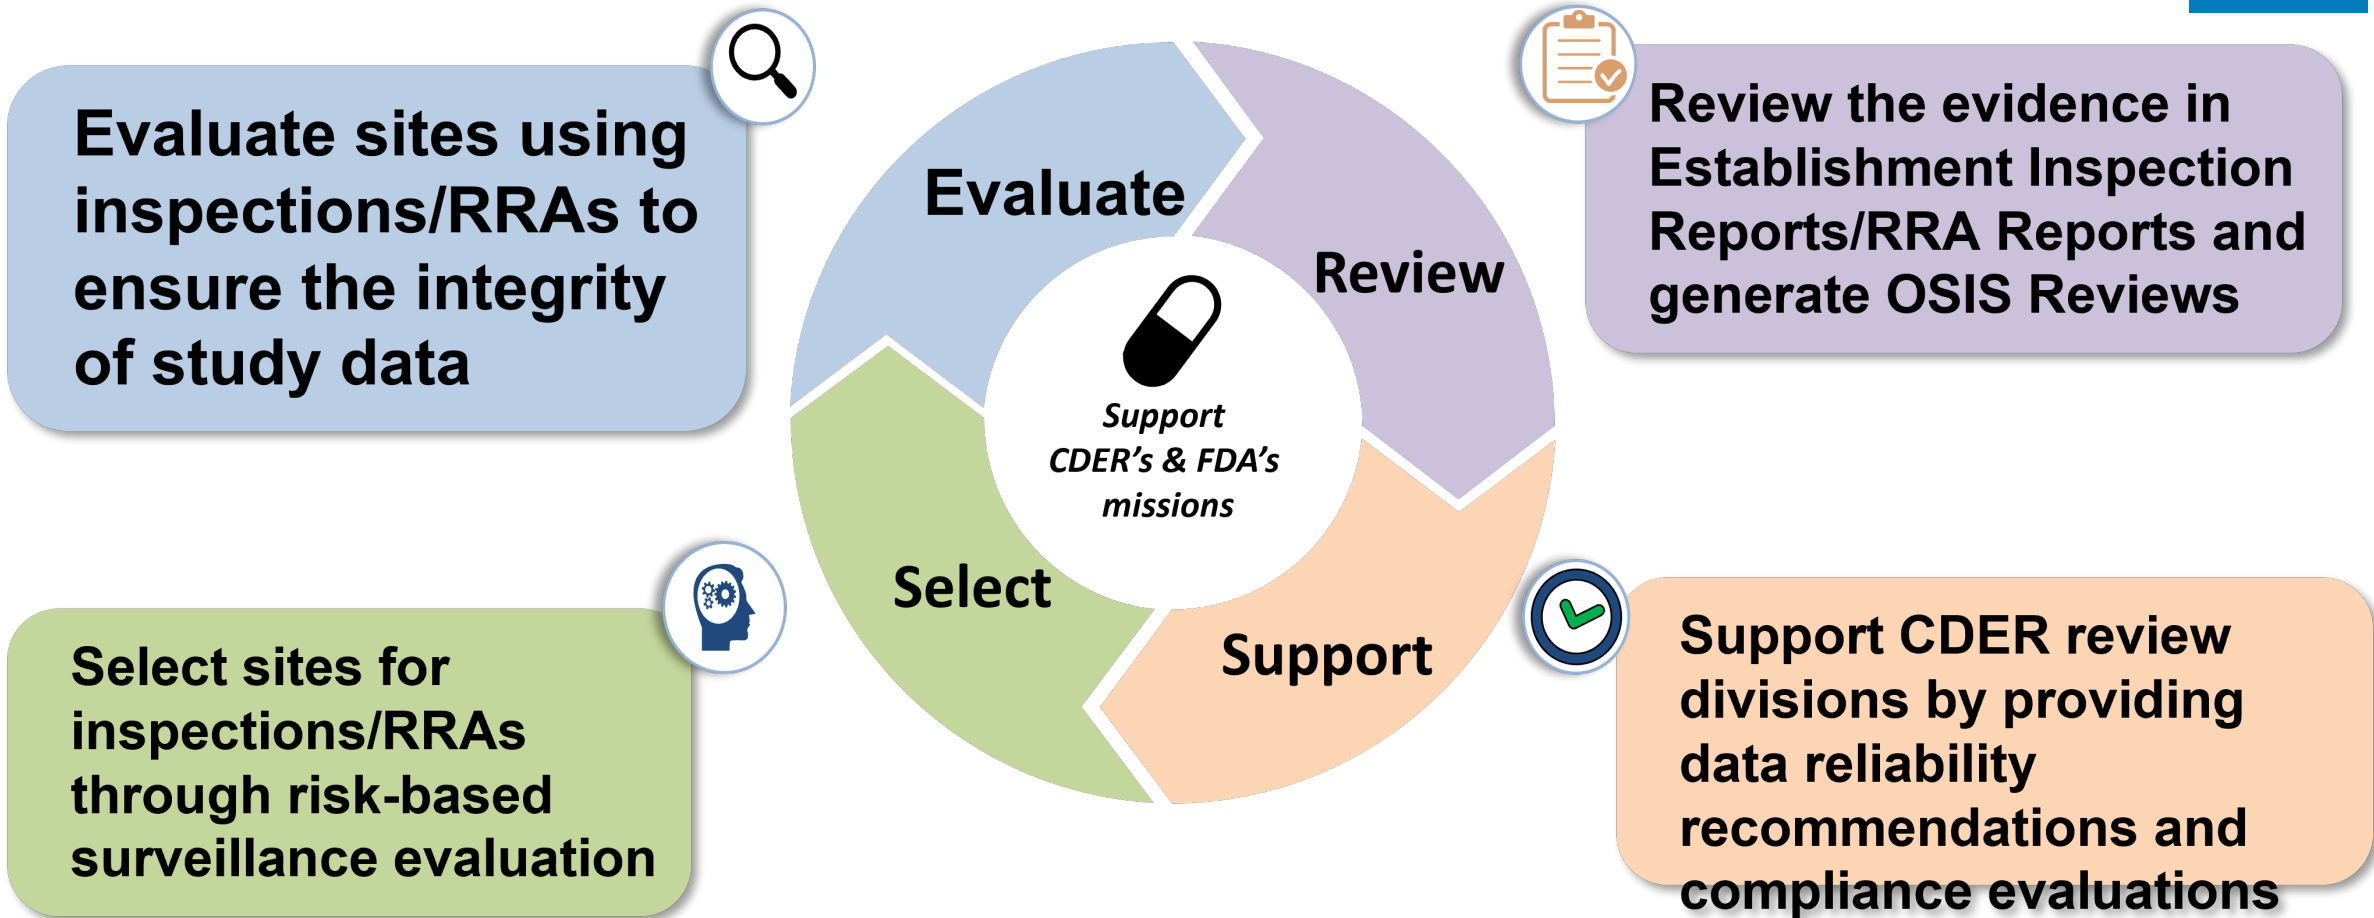 Evaluate sites using
inspections/RRAs to
ensure the integrity
of study data
Evaluate
Review
Review the evidence in
Establishment Inspection
Reports/RRA Reports and
generate OSIS Reviews
Support
CDER's & FDA's
missions
Select
Support
Select sites for
inspections/RRAs
through risk-based
surveillance evaluation
Support CDER review
divisions by providing
data reliability
recommendations and
compliance evaluations